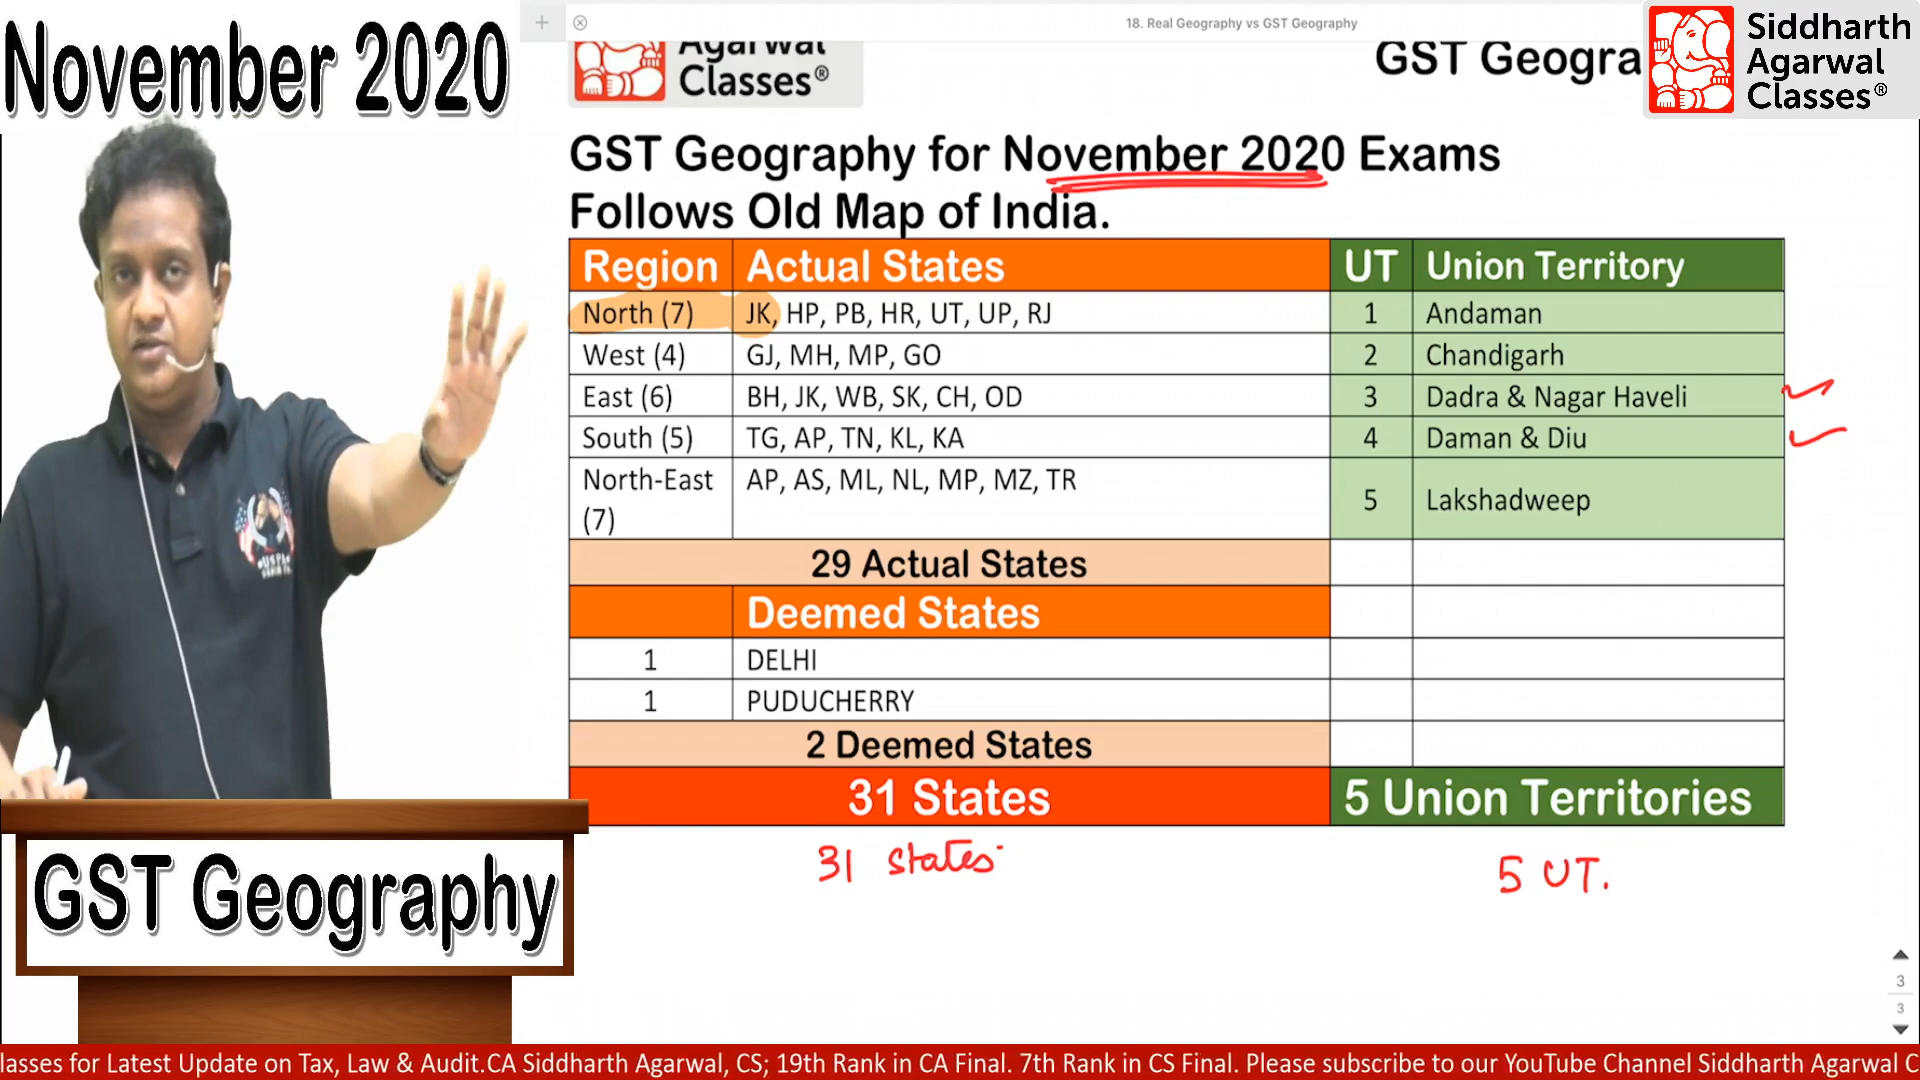 November 2020
18. Real Geography vs GST Geography
Agarwal
Classes®
GST Geogra
Siddharth
Agarwal
Classes®
GST Geography for November 2020 Exams
Follows Old Map of India.
Region Actual States UT Union Territory
North (7) JK, HP, PB, HR, UT, UP, RJ 1 Andaman
West (4) GJ, MH, MP, GO 2 Chandigarh
East (6) BH, JK, WB, SK, CH, OD 3 Dadra & Nagar Haveli
South (5) TG, AP, TN, KL, KA 4 Daman & Diu
North-East AP, AS, ML, NL, MP, MZ, TR 5 Lakshadweep
(7)
29 Actual States
Deemed States
1 DELHI
1 PUDUCHERRY
2 Deemed States
31 States 5 Union Territories
31 States
5 UT.
GST Geography
3
3
lasses for Latest Update on Tax, Law & Audit.CA Siddharth Agarwal, CS; 19th Rank in CA Final. 7th Rank in CS Final. Please subscribe to our YouTube Channel Siddharth Agarwal C